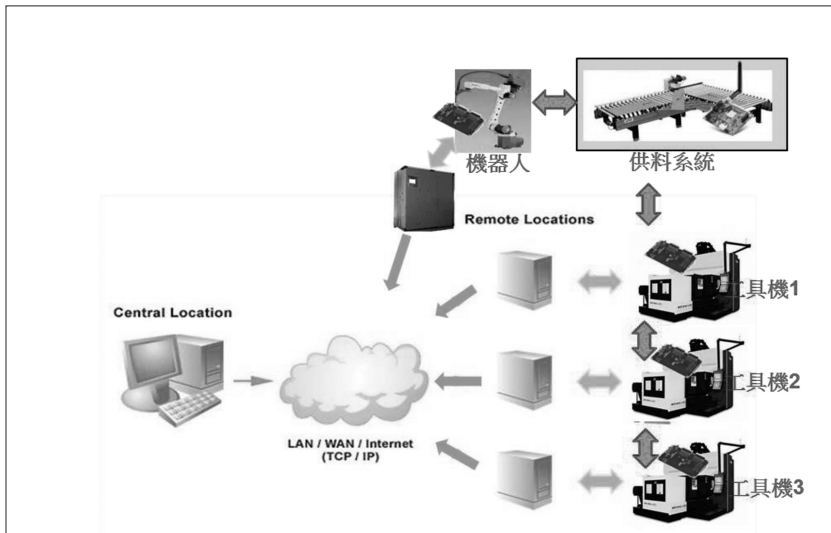 機器人
供料系統
Remote Locations
工具機1
Central Location
工具機2
LAN / WAN / Internet
(TCP / IP)
工具機3